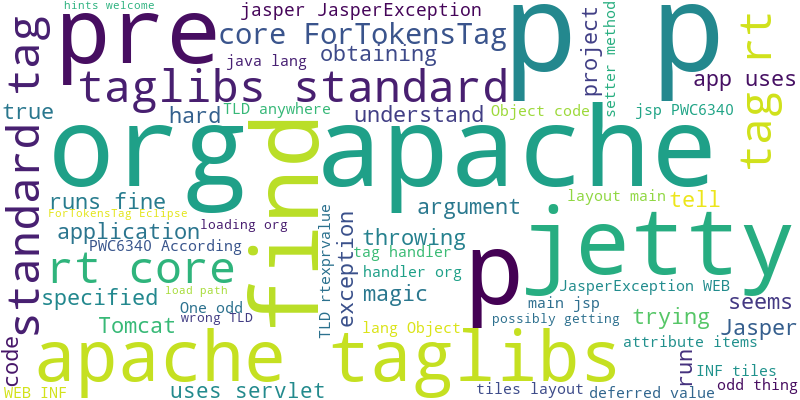 hints welcome
jasper JasperException
pre
core ForTokensTag
p
p
project
setter method
tag rt
standard tag
obtaining
java lang
taglibs standard
app uses
true
hard
TLD anywhere
understand
Object code
jsp PWC6340
org
apache
find
runs fine
layout main
tell
argument
ForTokensTag Eclipse
loading org
application
throwing
jetty
PWC6340 According
p
tag handler
rt core
TLD rtexprvalue
exception
handler org
load path
specified
magic
JasperException WEB
One odd
main jsp
seems
wrong TLD
possibly getting
trying
Tomcat
lang Object
Jasper
apache taglibs
attribute items
code
run
INF tiles
WEB INF
uses servlet
tiles layout
deferred value
odd thing